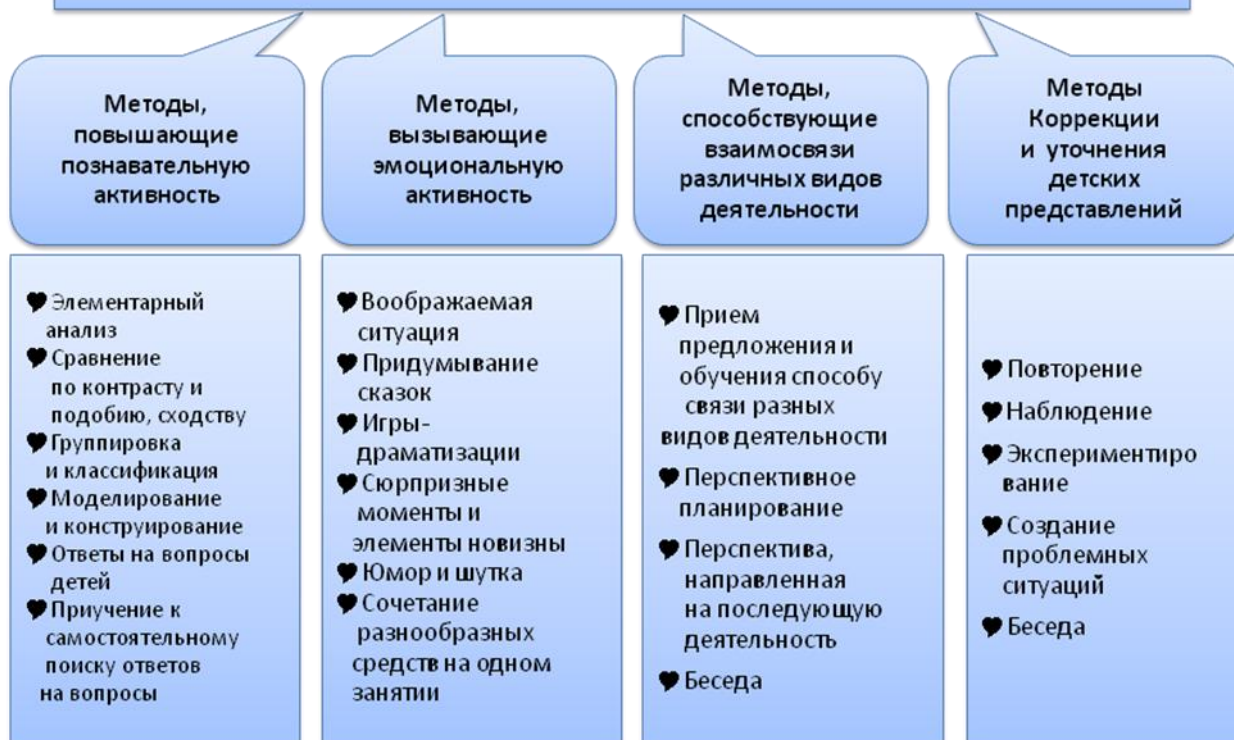 Методы,
повышающие
познавательную
активность
Методы,
вызывающие
эмоциональную
активность
Методы,
способствующие
взаимосвязи
различных видов
деятельности
Методы
Коррекции
и уточнения
детских
представлений
Элементарный
анализ
Сравнение
по контрасту и
подобию, сходству
Группировка
и классификация
Моделирование
и конструирование
Ответы на вопросы
детей
Приучение к
самостоятельному
поиску ответов
на вопросы
Воображаемая
ситуация
Придумывание
сказок
Игры-
драматизации
Сюрпризные
моменты и
элементы новизны
Юмор и шутка
Сочетание
разнообразных
средств на одном
занятии
Прием
предложения и
обучения способу
связи разных
видов деятельности
Перспективное
планирование
Перспектива,
направленная
на последующую
деятельность
Беседа
Повторение
Наблюдение
Экспериментиро
вание
Создание
проблемных
ситуаций
Беседа